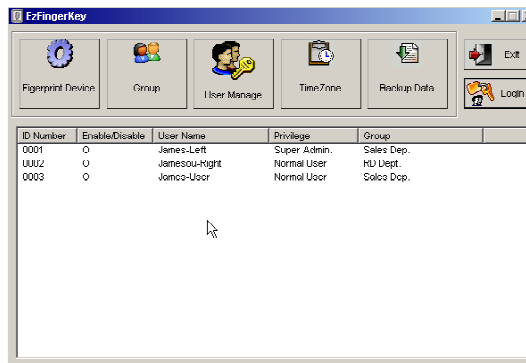 EzFingerKey
Figerprint Device Group User Manage TimeZone Backup Data
Exit
Login
ID Number Enable/Disable User Name Privilege Group
0001 O James-Left Super Admin. Sales Dep.
0002 O Jamesou-Right Normal User RD Dept.
0003 O James-User Normal User Sales Dep.